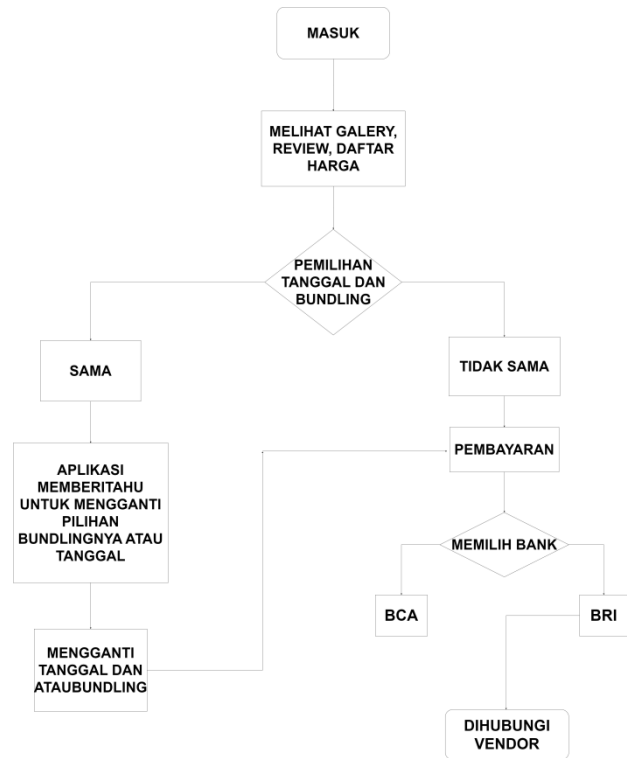 MASUK
MELIHAT GALERY,
REVIEW, DAFTAR
HARGA
PEMILIHAN
TANGGAL DAN
BUNDLING
SAMA
TIDAK SAMA
APLIKASI
MEMBERITAHU
UNTUK MENGGANTI
PILIHAN
BUNDLINGNYA ATAU
TANGGAL
PEMBAYARAN
MEMILIH BANK
MENGGANTI
TANGGAL DAN
ATAUBUNDLING
BCA
BRI
DIHUBUNGI
VENDOR